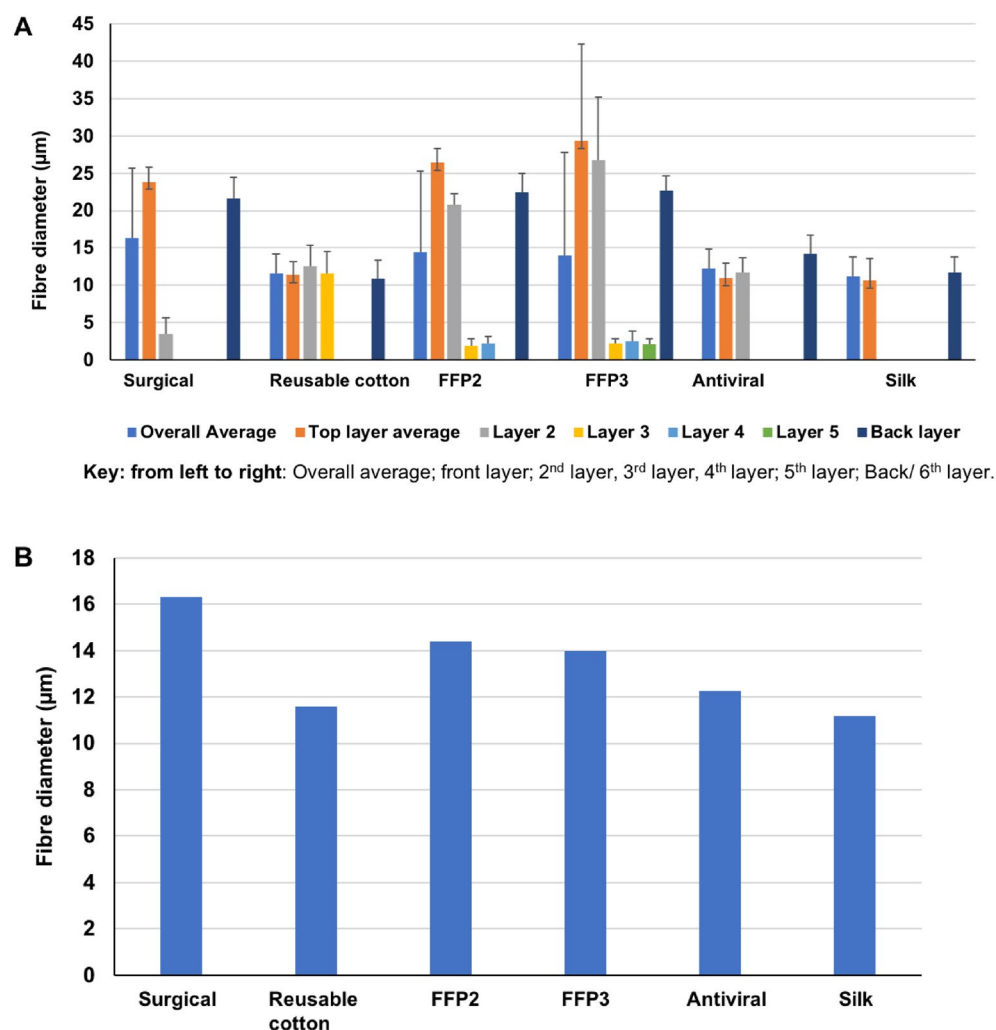 A
45
40
35
30
25
20
15
10
5
0
Fibre diameter (µm)
Surgical Reusable cotton FFP2 FFP3 Antiviral Silk
Overall Average Top layer average Layer 2 Layer 3 Layer 4 Layer 5 Back layer
Key: from left to right: Overall average; front layer; 2nd layer, 3rd layer, 4th layer; 5th layer; Back/ 6th layer.
B
18
16
14
12
10
8
6
4
2
0
Fibre diameter (µm)
Surgical Reusable FFP2 FFP3 Antiviral Silk
cotton